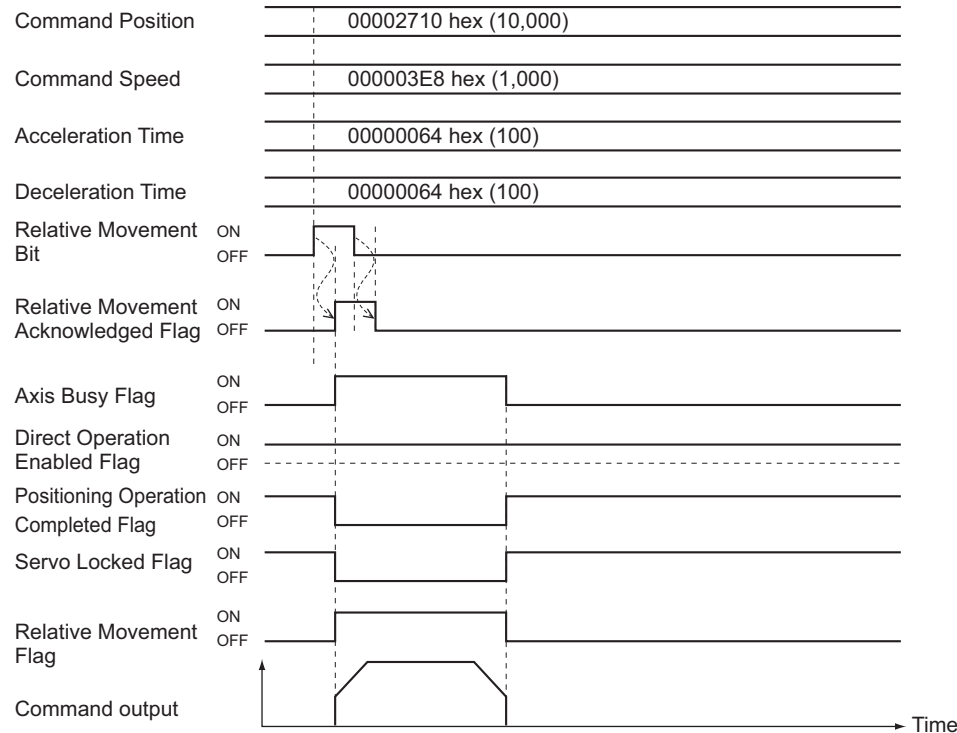 Command Position
00002710 hex (10,000)
Command Speed
000003E8 hex (1,000)
Acceleration Time
00000064 hex (100)
Deceleration Time
00000064 hex (100)
Relative Movement
Bit
ON
OFF
Relative Movement
Acknowledged Flag
ON
OFF
Axis Busy Flag
ON
OFF
Direct Operation
Enabled Flag
ON
OFF
Positioning Operation
Completed Flag
ON
OFF
Servo Locked Flag
ON
OFF
Relative Movement
Flag
ON
OFF
Command output
Time